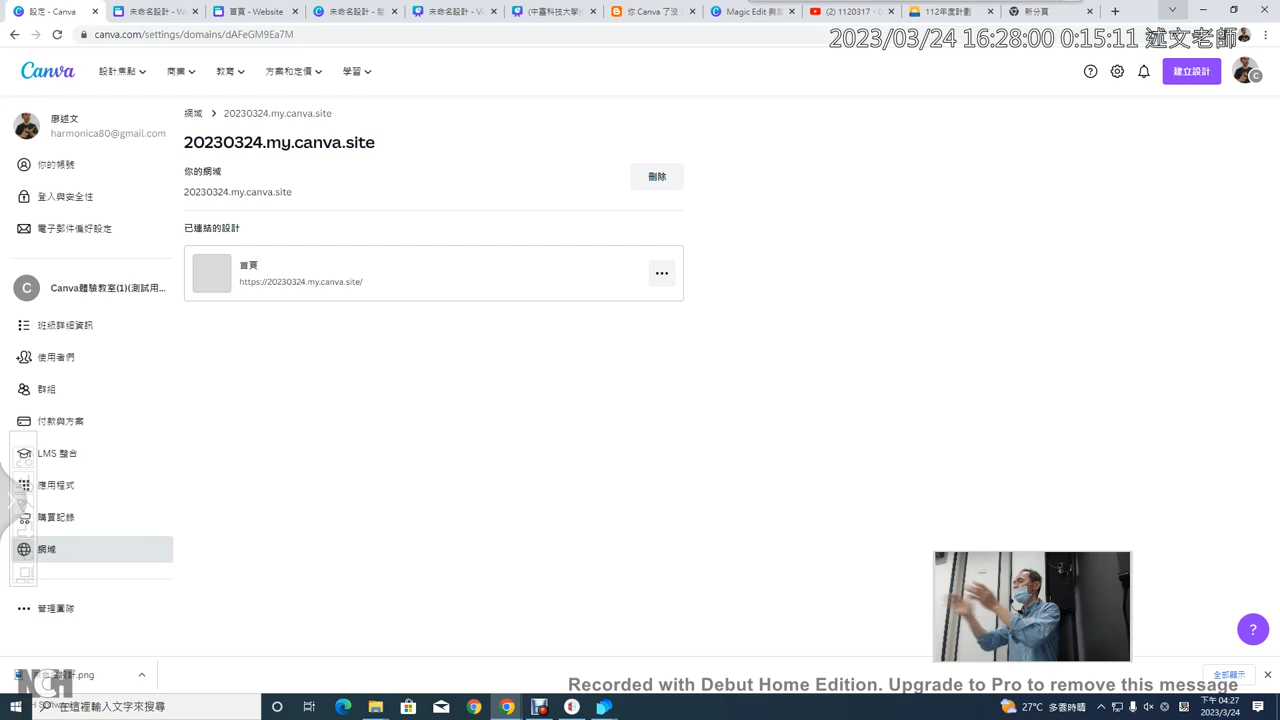 設定 - Canva
未命名設計 - W
首頁 - Website
未命名設計 - 
未命名設計 - V
(中臺科技大學)
你 Canva 了沒
Magic Edit 與
(2) 1120317 - C
112年度計劃
新分頁
canva.com/settings/domains/dAFeGM9Ea7M
2023/03/24 16:28:00 0:15:11 述文老師
Canva
設計焦點
商業
教育
方案和定價
學習
建立設計
C
廖述文
harmonica80@gmail.com
你的帳號
登入與安全性
電子郵件偏好設定
C
Canva體驗教室(1)(測試用...
班級詳細資訊
使用者們
群組
付款與方案
LMS 整合
應用程式
購買記錄
網域
管理團隊
網域 > 20230324.my.canva.site
20230324.my.canva.site
你的網域
20230324.my.canva.site
刪除
已連結的設計
首頁
https://20230324.my.canva.site/
?
設計.png
NCH Software
全部顯示
Recorded with Debut Home Edition. Upgrade to Pro to remove this message
在這裡輸入文字來搜尋
27°C 多雲時晴
下午 04:27
2023/3/24